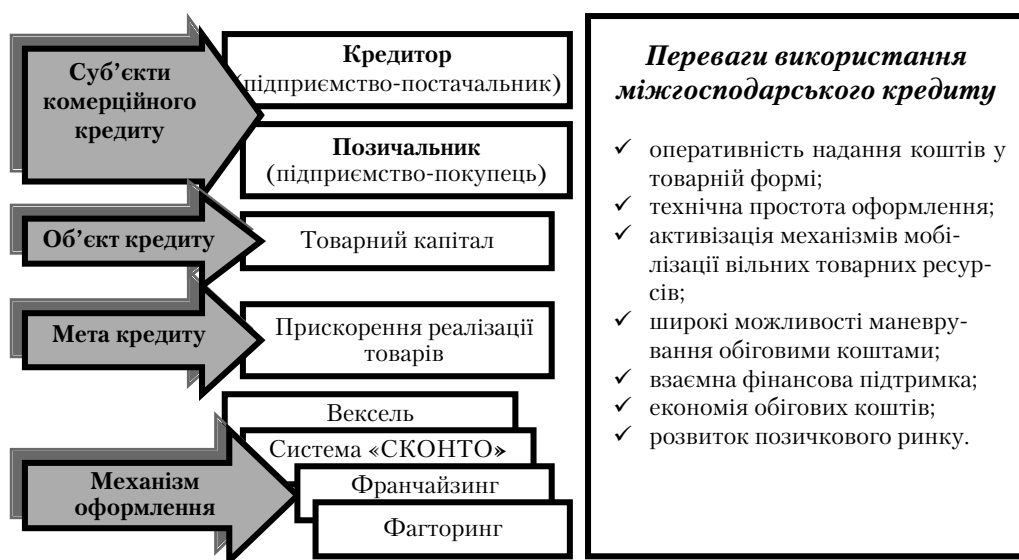 Суб’єкти
комерційного
кредиту
Кредитор
(підприємство-постачальник)
Позичальник
(підприємство-покупець)
Об’єкт кредиту
Товарний капітал
Мета кредиту
Прискорення реалізації
товарів
Механізм
оформлення
Вексель
Система «СКОНТО»
Франчайзинг
Фагторинг
Переваги використання
міжгосподарського кредиту
✓ оперативність надання коштів у
товарній формі;
✓ технічна простота оформлення;
✓ активізація механізмів мобі-
лізації вільних товарних ресур-
сів;
✓ широкі можливості маневру-
вання обіговими коштами;
✓ взаємна фінансова підтримка;
✓ економія обігових коштів;
✓ розвиток позичкового ринку.